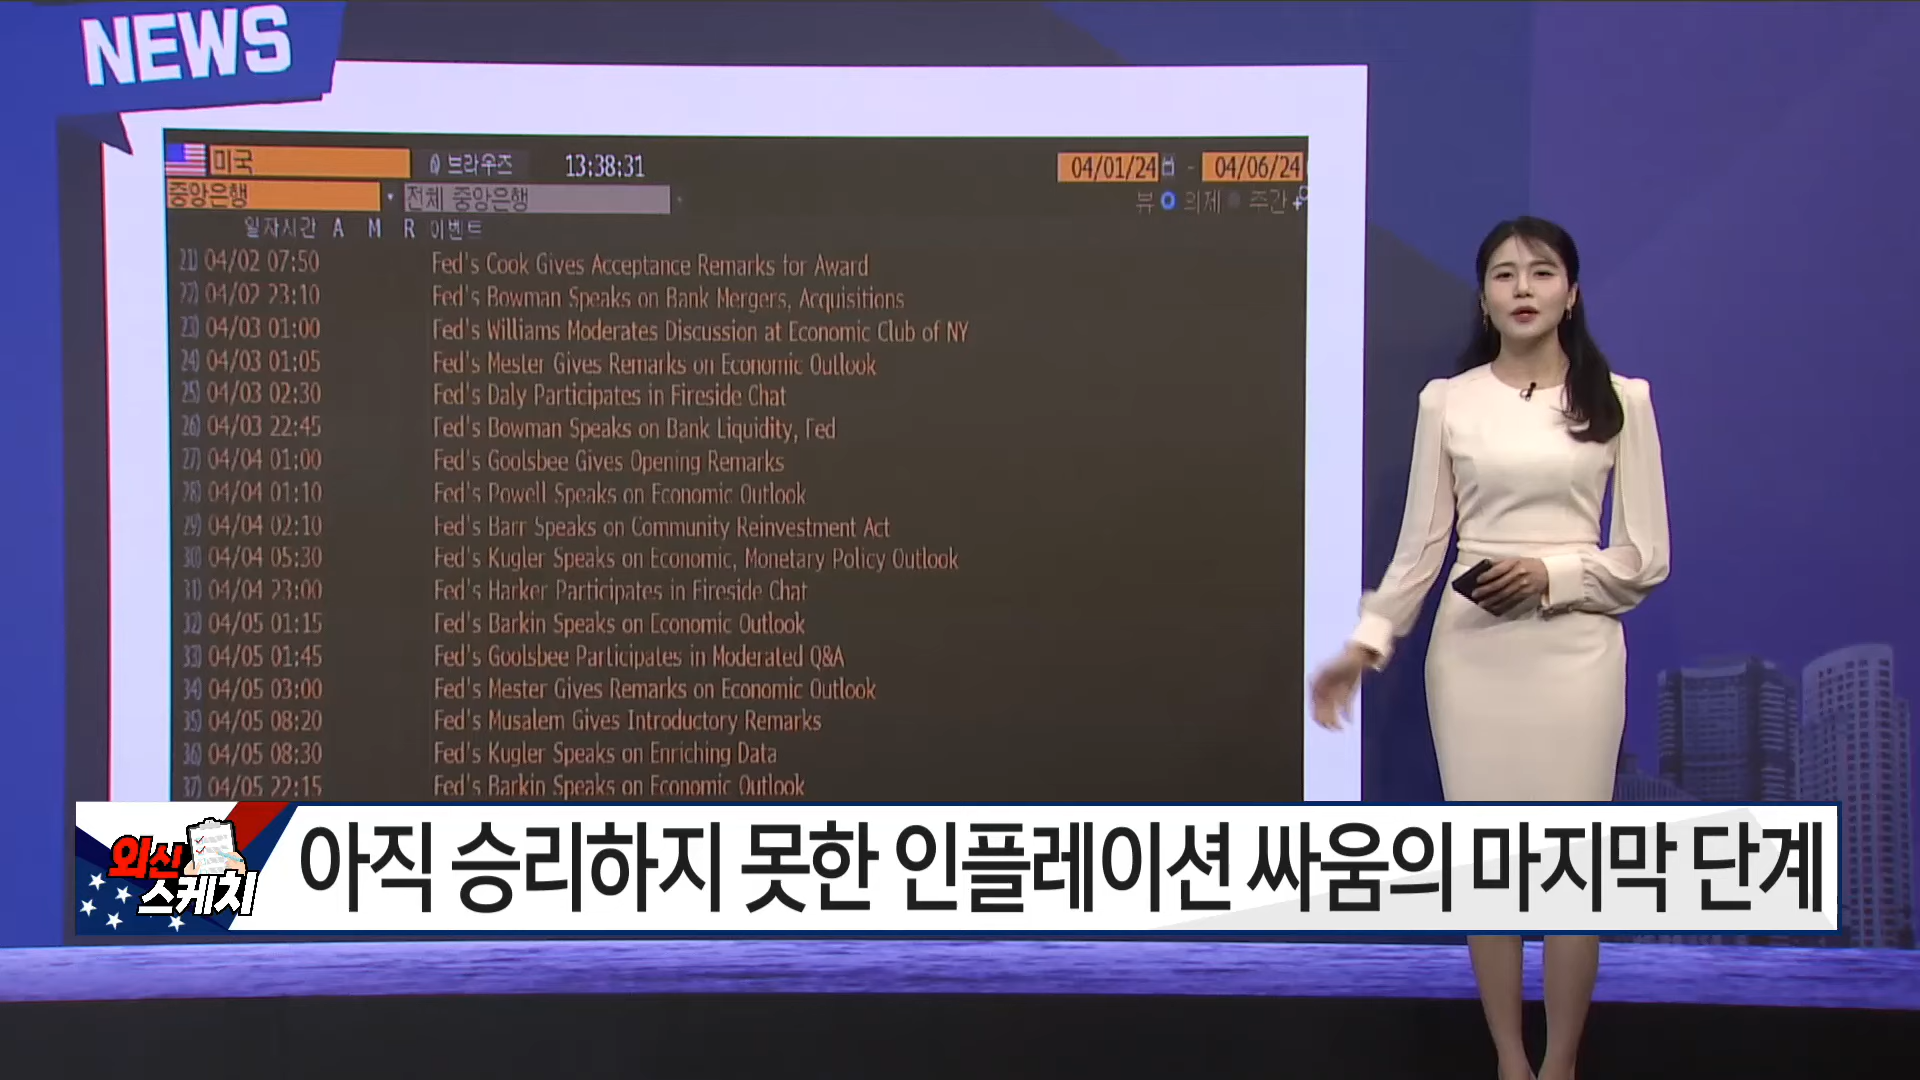 NEWS
미국 브라우즈 13:38:31 04/01/24 - 04/06/24
중앙은행 전체 중앙은행 뷰 의제 주간
일자시간 A M R 이벤트
21) 04/02 07:50 Fed's Cook Gives Acceptance Remarks for Award
22) 04/02 23:10 Fed's Bowman Speaks on Bank Mergers, Acquisitions
23) 04/03 01:00 Fed's Williams Moderates Discussion at Economic Club of NY
24) 04/03 01:05 Fed's Mester Gives Remarks on Economic Outlook
25) 04/03 02:30 Fed's Daly Participates in Fireside Chat
26) 04/03 22:45 Fed's Bowman Speaks on Bank Liquidity, Fed
27) 04/04 01:00 Fed's Goolsbee Gives Opening Remarks
28) 04/04 01:10 Fed's Powell Speaks on Economic Outlook
29) 04/04 02:10 Fed's Barr Speaks on Community Reinvestment Act
30) 04/04 05:30 Fed's Kugler Speaks on Economic, Monetary Policy Outlook
31) 04/04 23:00 Fed's Harker Participates in Fireside Chat
32) 04/05 01:15 Fed's Barkin Speaks on Economic Outlook
33) 04/05 01:45 Fed's Goolsbee Participates in Moderated Q&A
34) 04/05 03:00 Fed's Mester Gives Remarks on Economic Outlook
35) 04/05 08:20 Fed's Musalem Gives Introductory Remarks
36) 04/05 08:30 Fed's Kugler Speaks on Enriching Data
37) 04/05 22:15 Fed's Barkin Speaks on Economic Outlook
외신
스케치
아직 승리하지 못한 인플레이션 싸움의 마지막 단계